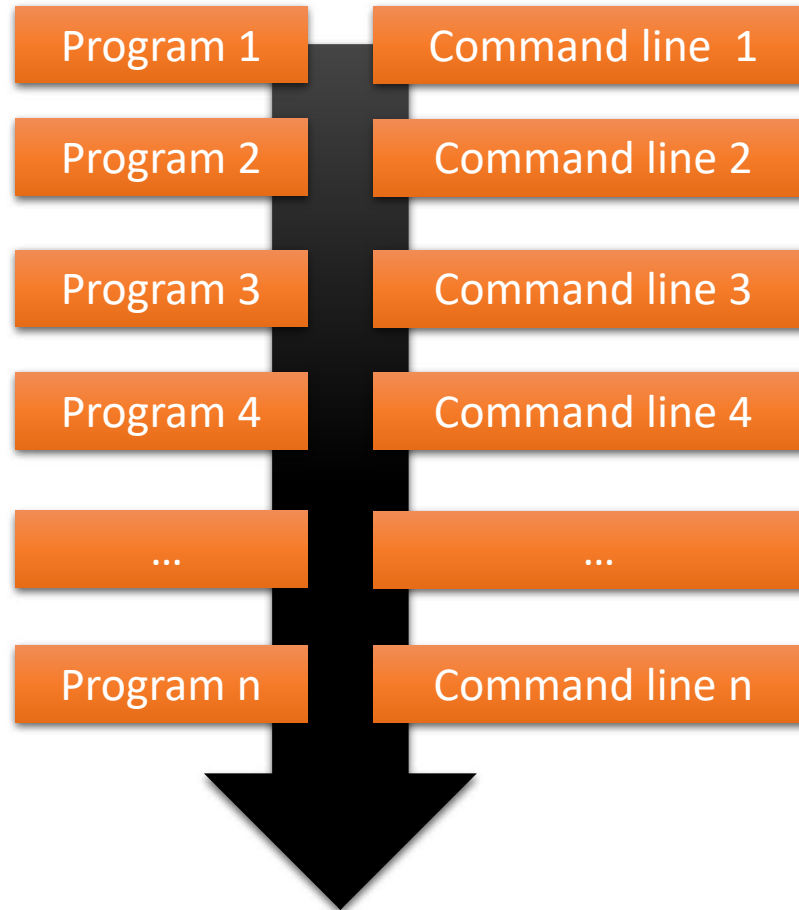 Program 1
Command line  1
Program 2
Command line 2
Program 3
Command line 3
Program 4
Command line 4
...
...
Program n
Command line n